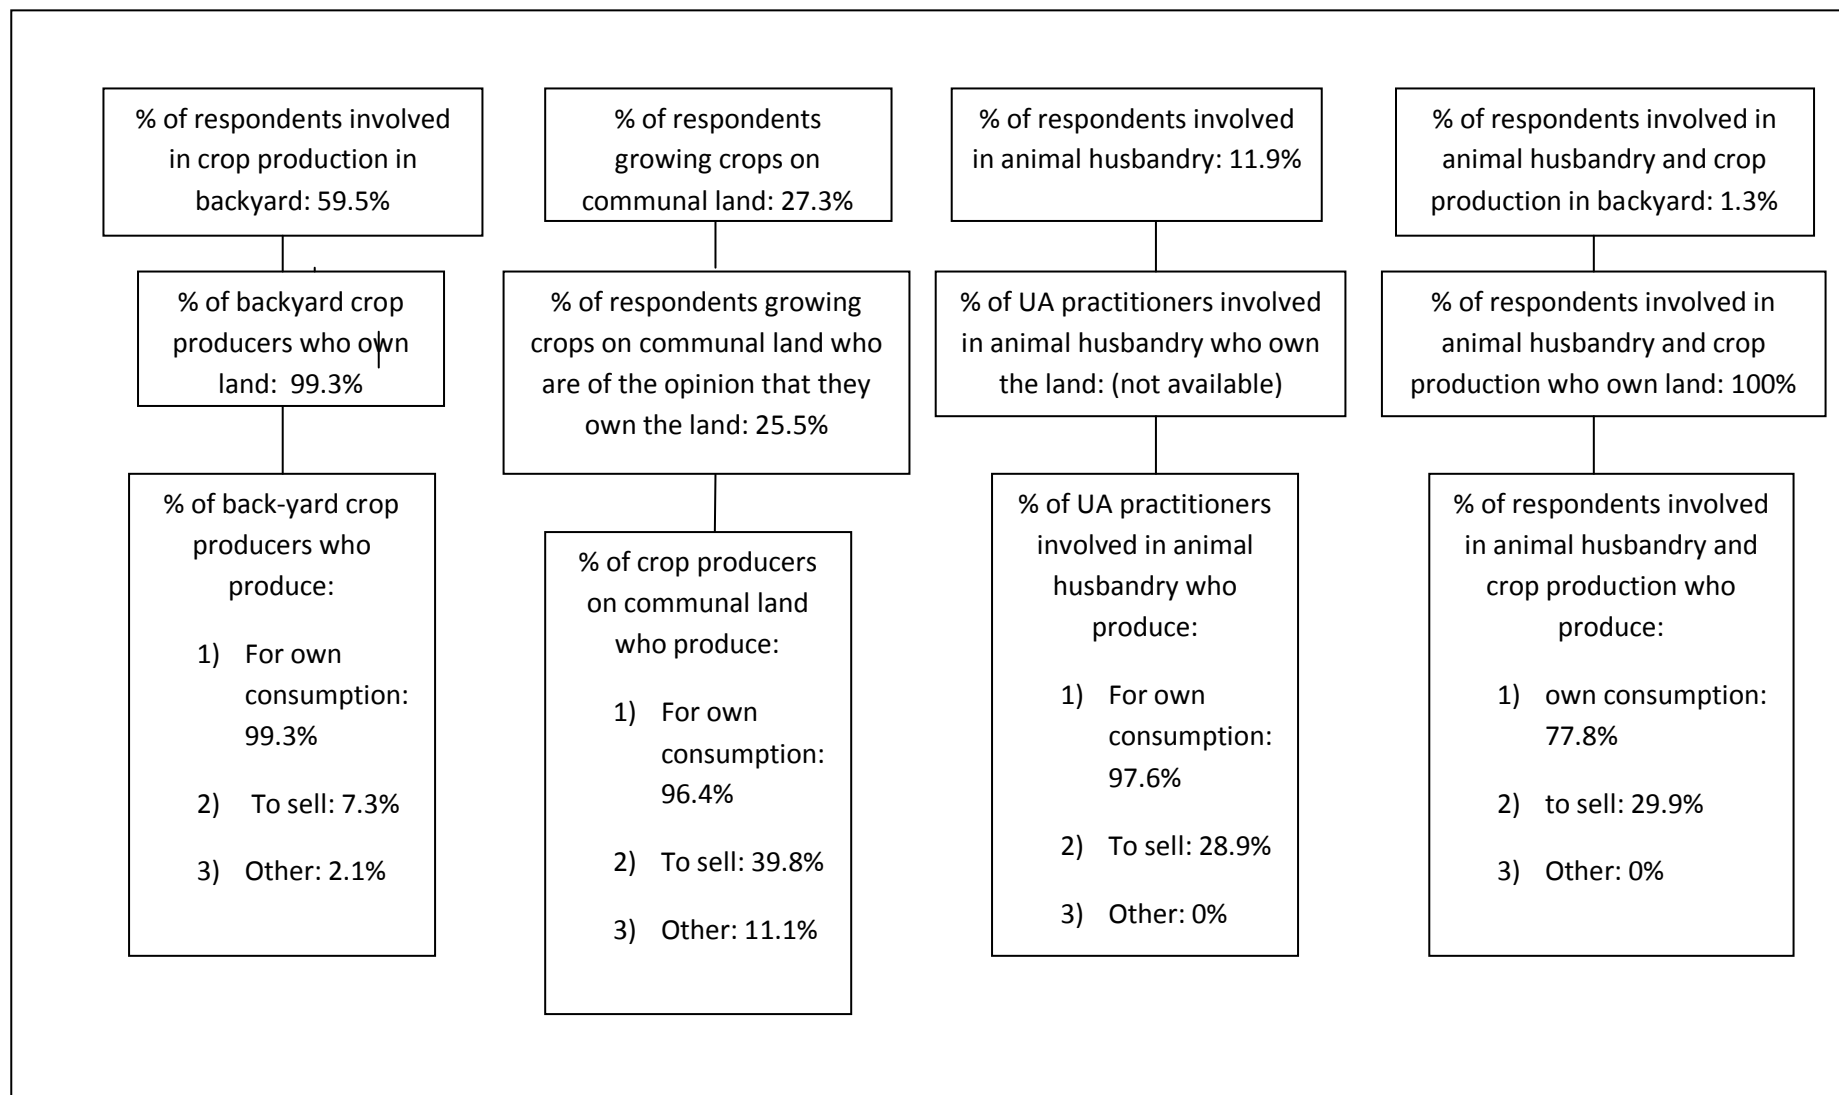 % of respondents involved
in crop production in
backyard: 59.5%
% of backyard crop
producers who own
land: 99.3%
% of back-yard crop
producers who
produce:
1) For own
consumption:
99.3%
2) To sell: 7.3%
3) Other: 2.1%
% of respondents
growing crops on
communal land: 27.3%
% of respondents growing
crops on communal land who
are of the opinion that they
own the land: 25.5%
% of crop producers
on communal land
who produce:
1) For own
consumption:
96.4%
2) To sell: 39.8%
3) Other: 11.1%
% of respondents involved
in animal husbandry: 11.9%
% of UA practitioners involved
in animal husbandry who own
the land: (not available)
% of UA practitioners
involved in animal
husbandry who
produce:
1) For own
consumption:
97.6%
2) To sell: 28.9%
3) Other: 0%
% of respondents involved in
animal husbandry and crop
production in backyard: 1.3%
% of respondents involved in
animal husbandry and crop
production who own land: 100%
% of respondents involved
in animal husbandry and
crop production who
produce:
1) own consumption:
77.8%
2) to sell: 29.9%
3) Other: 0%